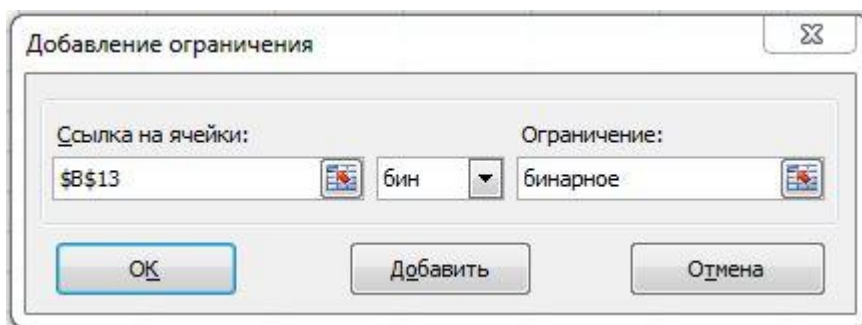 Добавление ограничения
Ссылка на ячейки: Ограничение:
$B$13 бин бинарное
OK Добавить Отмена